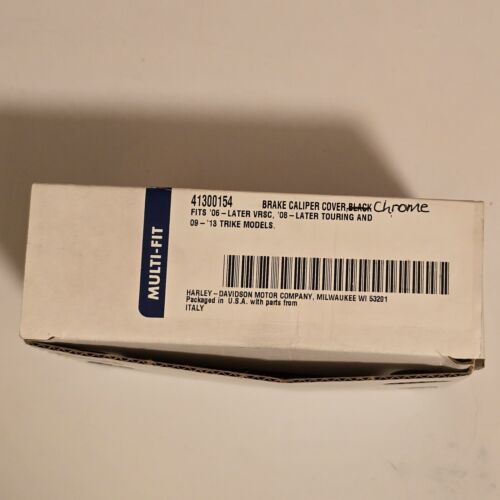 MULTI-FIT
41300154 BRAKE CALIPER COVER,BLACK Chrome
FITS '06-LATER VRSC, '08-LATER TOURING AND
09-'13 TRIKE MODELS.
HARLEY-DAVIDSON MOTOR COMPANY, MILWAUKEE WI 53201
Packaged in U.S.A. with parts from
ITALY